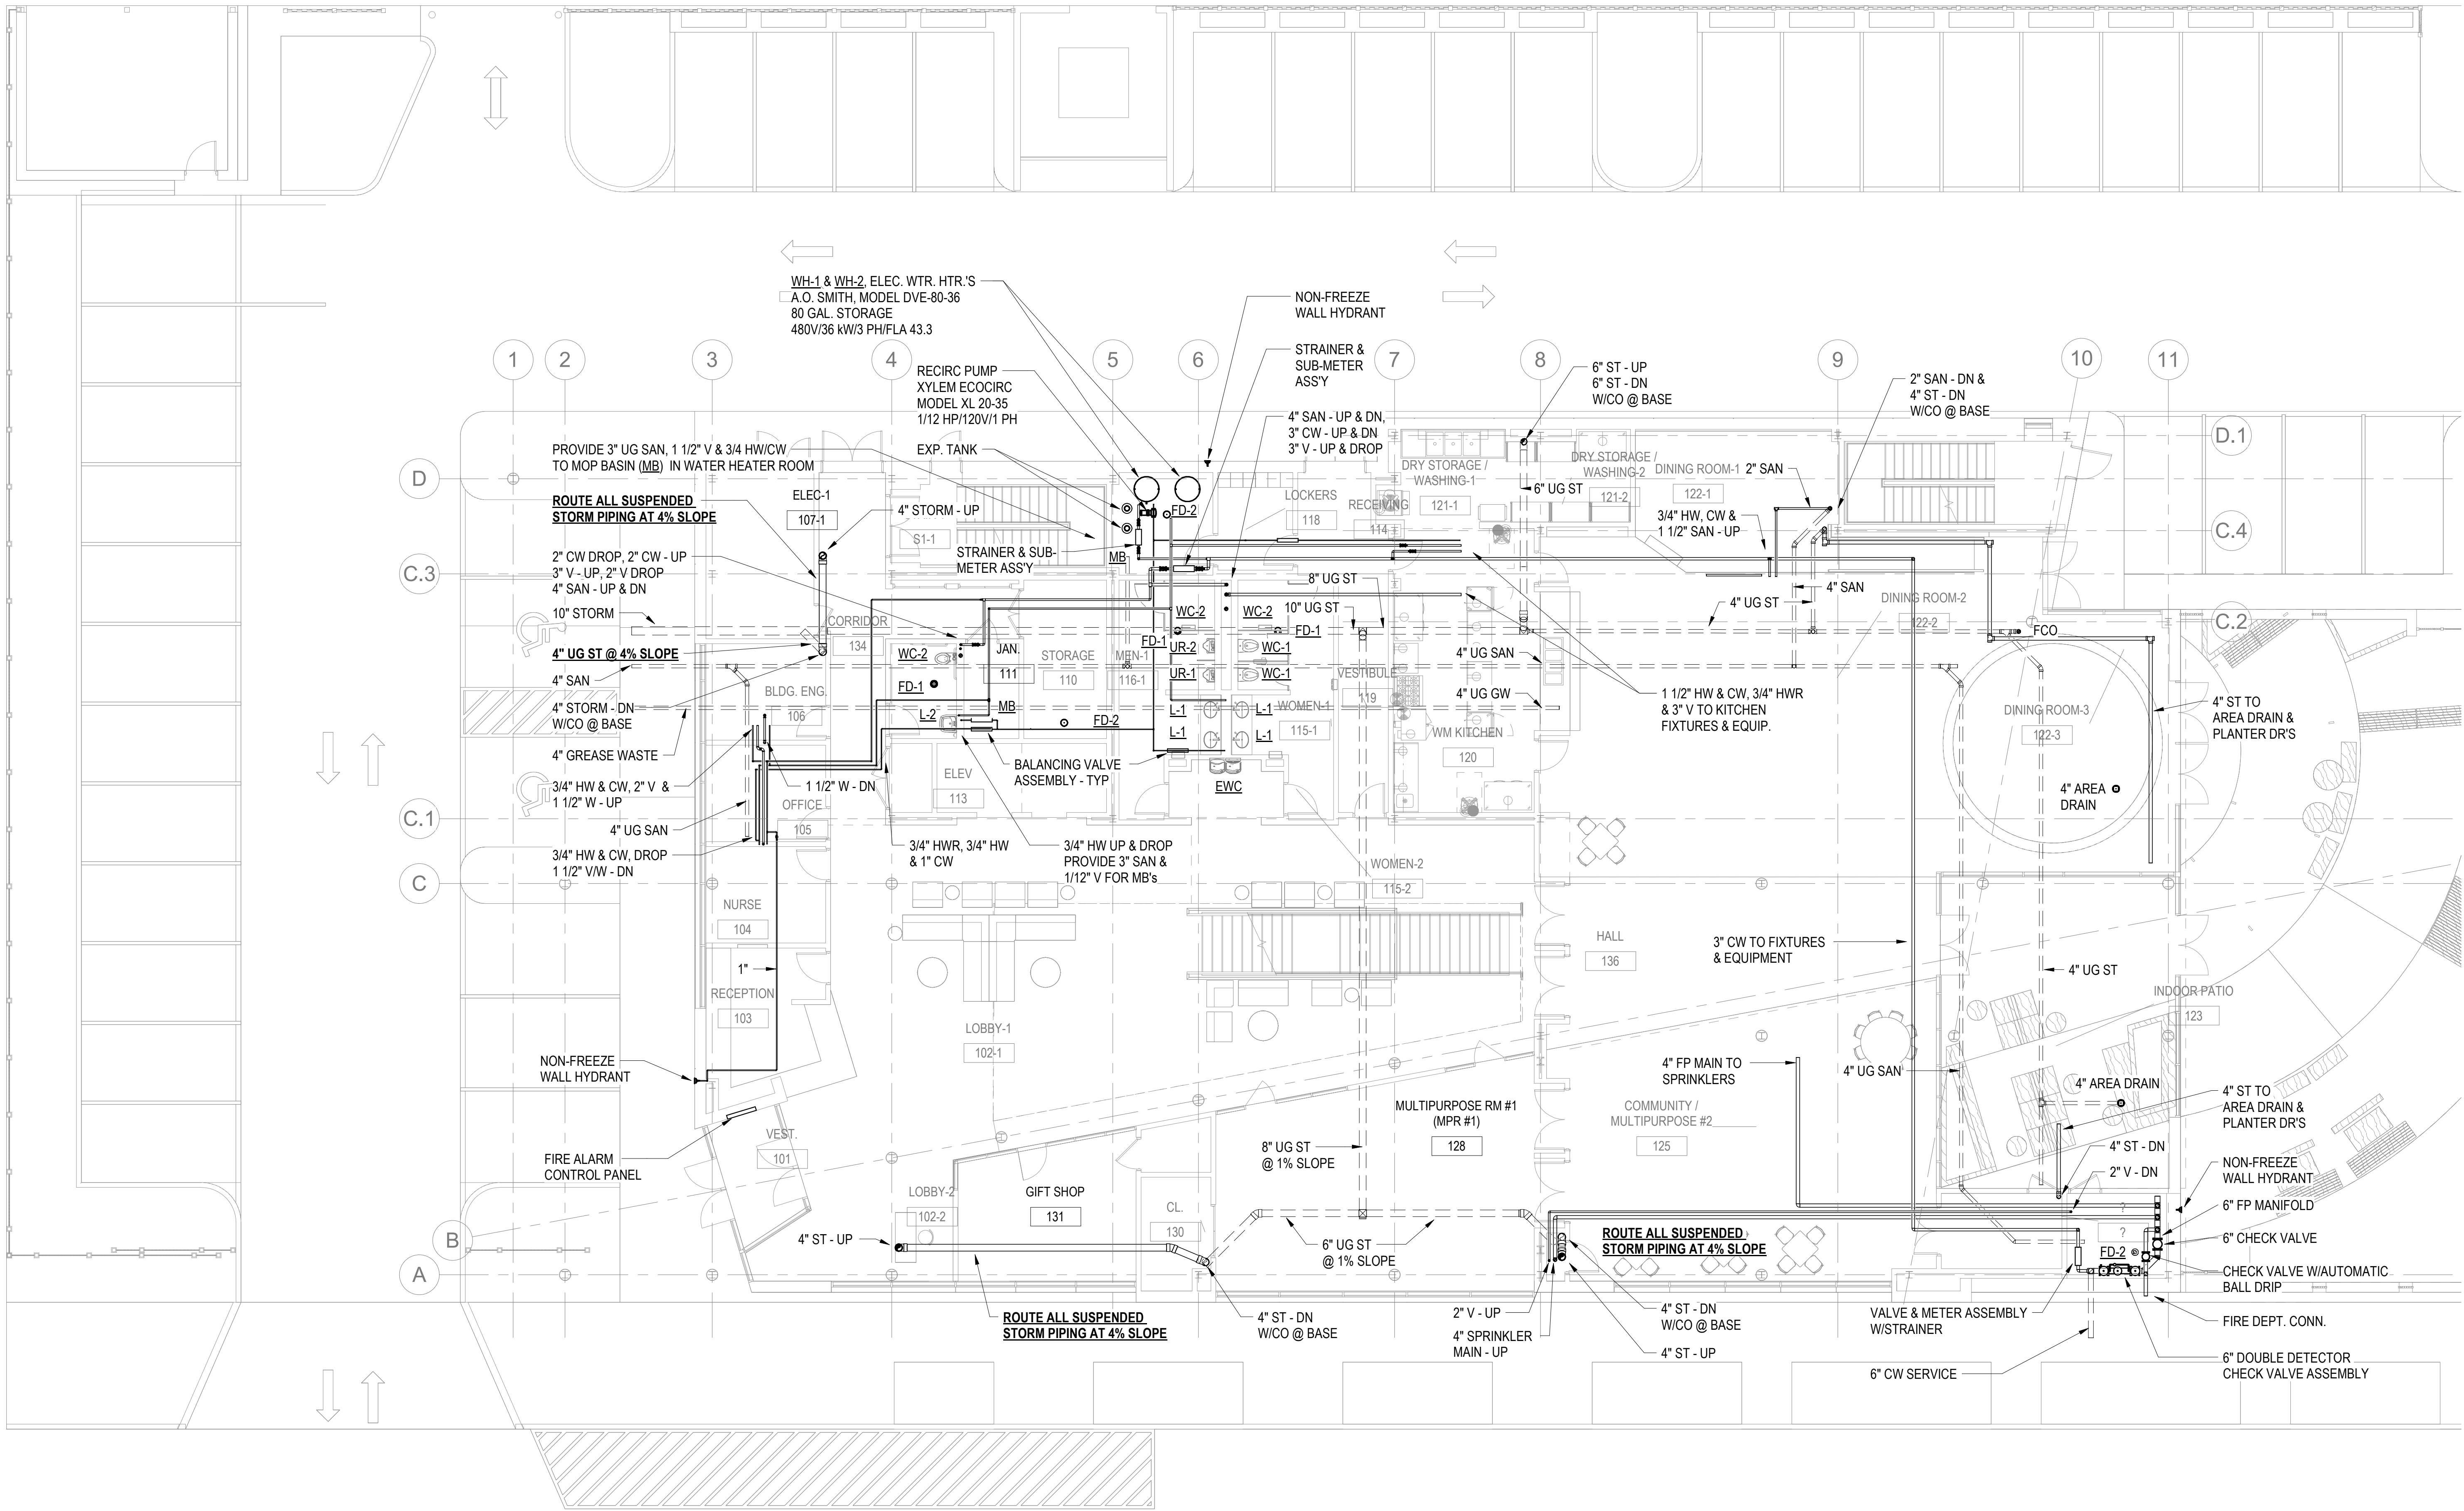 WH-1 & WH-2, ELEC. WTR. HTR.'S
A.O. SMITH, MODEL DVE-80-36
80 GAL. STORAGE
480V/36 kW/3 PH/FLA 43.3
NON-FREEZE
WALL HYDRANT
STRAINER &
SUB-METER
ASS'Y
1
2
3
4
5
6
7
8
9
10
11
RECIRC PUMP
XYLEM ECOCIRC
MODEL XL 20-35
1/12 HP/120V/1 PH
EXP. TANK
6" ST - UP
6" ST - DN
W/CO @ BASE
2" SAN - DN &
4" ST - DN
W/CO @ BASE
4" SAN - UP & DN,
3" CW - UP & DN
3" V - UP & DROP
PROVIDE 3" UG SAN, 1 1/2" V & 3/4 HW/CW
TO MOP BASIN (MB) IN WATER HEATER ROOM
D.1
D
C.4
C.3
C.2
C.1
C
B
A
ROUTE ALL SUSPENDED
STORM PIPING AT 4% SLOPE
ELEC-1
107-1
4" STORM - UP
S1-1
STRAINER & SUB-
METER ASS'Y
MB
FD-2
LOCKERS
118
RECEIVING
114
DRY STORAGE /
WASHING-1
121-1
6" UG ST
DRY STORAGE /
WASHING-2
121-2
DINING ROOM-1
122-1
2" SAN
3/4" HW, CW &
1 1/2" SAN - UP
2" CW DROP, 2" CW - UP
3" V - UP, 2" V DROP
4" SAN - UP & DN
10" STORM
4" UG ST @ 4% SLOPE
4" SAN
4" STORM - DN
W/CO @ BASE
4" GREASE WASTE
3/4" HW & CW, 2" V &
1 1/2" W - UP
4" UG SAN
3/4" HW & CW, DROP
1 1/2" V/W - DN
CORRIDOR
134
BLDG. ENG.
106
1 1/2" W - DN
OFFICE
105
WC-2
FD-1
L-2
JAN.
111
MB
STORAGE
110
FD-2
MEN-1
116-1
ELEV
113
BALANCING VALVE
ASSEMBLY - TYP
3/4" HWR, 3/4" HW
& 1" CW
3/4" HW UP & DROP
PROVIDE 3" SAN &
1/12" V FOR MB's
WC-2
WC-2
FD-1
FD-1
UR-2
WC-1
UR-1
WC-1
L-1
L-1
L-1
L-1
EWC
WOMEN-1
115-1
WOMEN-2
115-2
8" UG ST
10" UG ST
VESTIBULE
119
WM KITCHEN
120
4" UG SAN
4" UG GW
1 1/2" HW & CW, 3/4" HWR
& 3" V TO KITCHEN
FIXTURES & EQUIP.
4" UG ST
4" SAN
DINING ROOM-2
122-2
FCO
DINING ROOM-3
122-3
4" AREA
DRAIN
4" ST TO
AREA DRAIN &
PLANTER DR'S
NURSE
104
1"
RECEPTION
103
LOBBY-1
102-1
HALL
136
3" CW TO FIXTURES
& EQUIPMENT
4" UG ST
INDOOR PATIO
123
NON-FREEZE
WALL HYDRANT
FIRE ALARM
CONTROL PANEL
VEST.
101
LOBBY-2
102-2
GIFT SHOP
131
CL.
130
4" ST - UP
8" UG ST
@ 1% SLOPE
6" UG ST
@ 1% SLOPE
MULTIPURPOSE RM #1
(MPR #1)
128
4" FP MAIN TO
SPRINKLERS
COMMUNITY /
MULTIPURPOSE #2
125
4" UG SAN
4" AREA DRAIN
4" ST TO
AREA DRAIN &
PLANTER DR'S
4" ST - DN
2" V - DN
NON-FREEZE
WALL HYDRANT
6" FP MANIFOLD
6" CHECK VALVE
CHECK VALVE W/AUTOMATIC
BALL DRIP
FIRE DEPT. CONN.
6" DOUBLE DETECTOR
CHECK VALVE ASSEMBLY
?
?
FD-2
ROUTE ALL SUSPENDED
STORM PIPING AT 4% SLOPE
ROUTE ALL SUSPENDED
STORM PIPING AT 4% SLOPE
4" ST - DN
W/CO @ BASE
2" V - UP
4" SPRINKLER
MAIN - UP
4" ST - DN
W/CO @ BASE
4" ST - UP
VALVE & METER ASSEMBLY
W/STRAINER
6" CW SERVICE